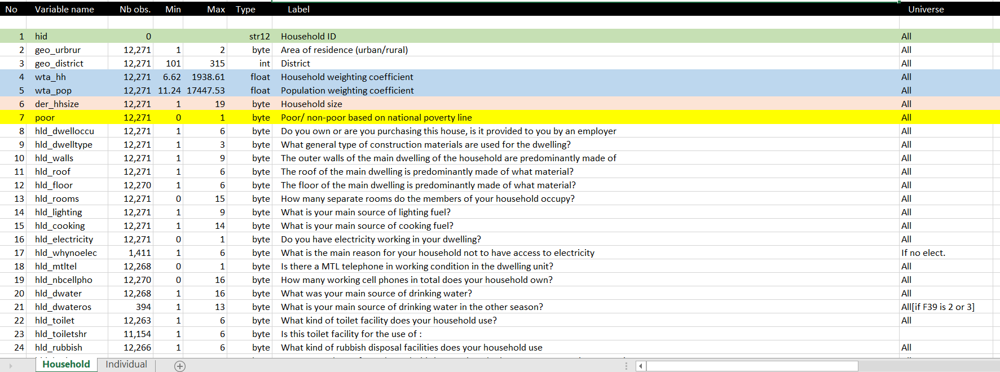 No Variable name Nb obs. Min Max Type Label Universe
1 hid 0 str12 Household ID All
2 geo_urbrur 12,271 1 2 byte Area of residence (urban/rural) All
3 geo_district 12,271 101 315 int District All
4 wta_hh 12,271 6.62 1938.61 float Household weighting coefficient All
5 wta_pop 12,271 11.24 17447.53 float Population weighting coefficient All
6 der_hhsize 12,271 1 19 byte Household size All
7 poor 12,271 0 1 byte Poor/ non-poor based on national poverty line All
8 hld_dwelloccu 12,271 1 6 byte Do you own or are you purchasing this house, is it provided to you by an employer All
9 hld_dwelltype 12,271 1 3 byte What general type of construction materials are used for the dwelling? All
10 hld_walls 12,271 1 9 byte The outer walls of the main dwelling of the household are predominantly made of All
11 hld_roof 12,271 1 6 byte The roof of the main dwelling is predominantly made of what material? All
12 hld_floor 12,270 1 6 byte The floor of the main dwelling is predominantly made of what material? All
13 hld_rooms 12,271 0 15 byte How many separate rooms do the members of your household occupy? All
14 hld_lighting 12,271 1 9 byte What is your main source of lighting fuel? All
15 hld_cooking 12,271 1 14 byte What is your main source of cooking fuel? All
16 hld_electricity 12,271 0 1 byte Do you have electricity working in your dwelling? All
17 hld_whynoelec 1,411 1 6 byte What is the main reason for your household not to have access to electricity If no elect.
18 hld_mtltel 12,268 0 1 byte Is there a MTL telephone in working condition in the dwelling unit? All
19 hld_nbcellpho 12,270 0 16 byte How many working cell phones in total does your household own? All
20 hld_dwater 12,268 1 16 byte What was your main source of drinking water? All
21 hld_dwateros 394 1 13 byte What is your main source of drinking water in the other season? All[if F39 is 2 or 3]
22 hld_toilet 12,263 1 6 byte What kind of toilet facility does your household use? All
23 hld_toiletshr 11,154 1 6 byte Is this toilet facility for the use of :
24 hld_rubbish 12,266 1 6 byte What kind of rubbish disposal facilities does your household use All
Household Individual